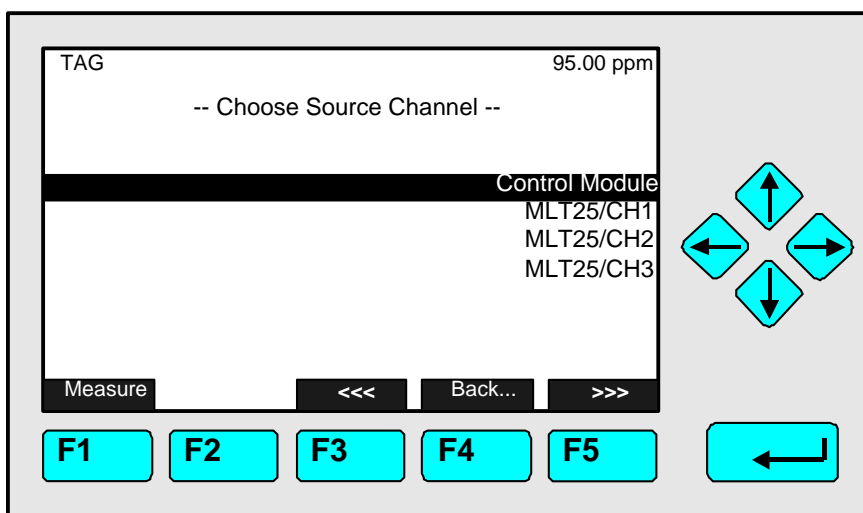 TAG 95.00 ppm
-- Choose Source Channel --
Control Module
MLT25/CH1
MLT25/CH2
MLT25/CH3
Measure <<< Back... >>>
F1 F2 F3 F4 F5